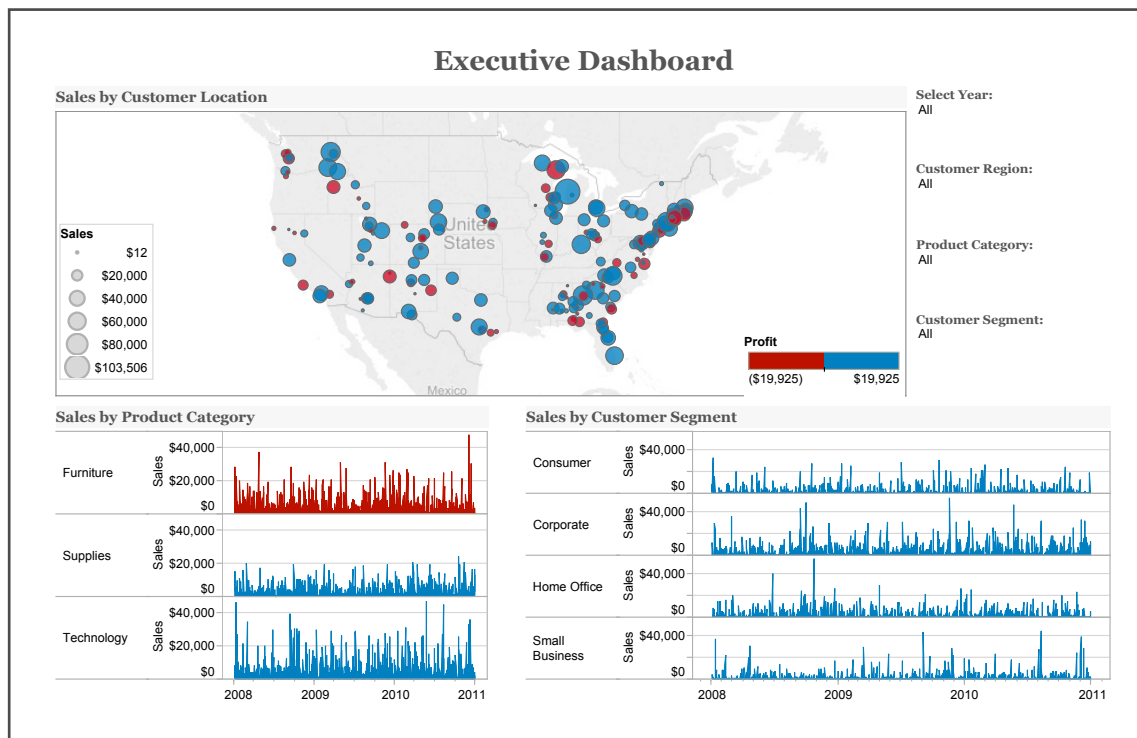 Executive Dashboard
Sales by Customer Location
Select Year:
All
Customer Region:
All
Product Category:
All
Customer Segment:
All
United
States
Mexico
Sales
$12
$20,000
$40,000
$60,000
$80,000
$103,506
Profit
($19,925) $19,925
Sales by Product Category
Furniture
Sales
$40,000
$20,000
$0
Supplies
Sales
$40,000
$20,000
$0
Technology
Sales
$40,000
$20,000
$0
2008 2009 2010 2011
Sales by Customer Segment
Consumer
Sales
$40,000
$0
Corporate
Sales
$40,000
$0
Home Office
Sales
$40,000
$0
Small
Business
Sales
$40,000
$0
2008 2009 2010 2011